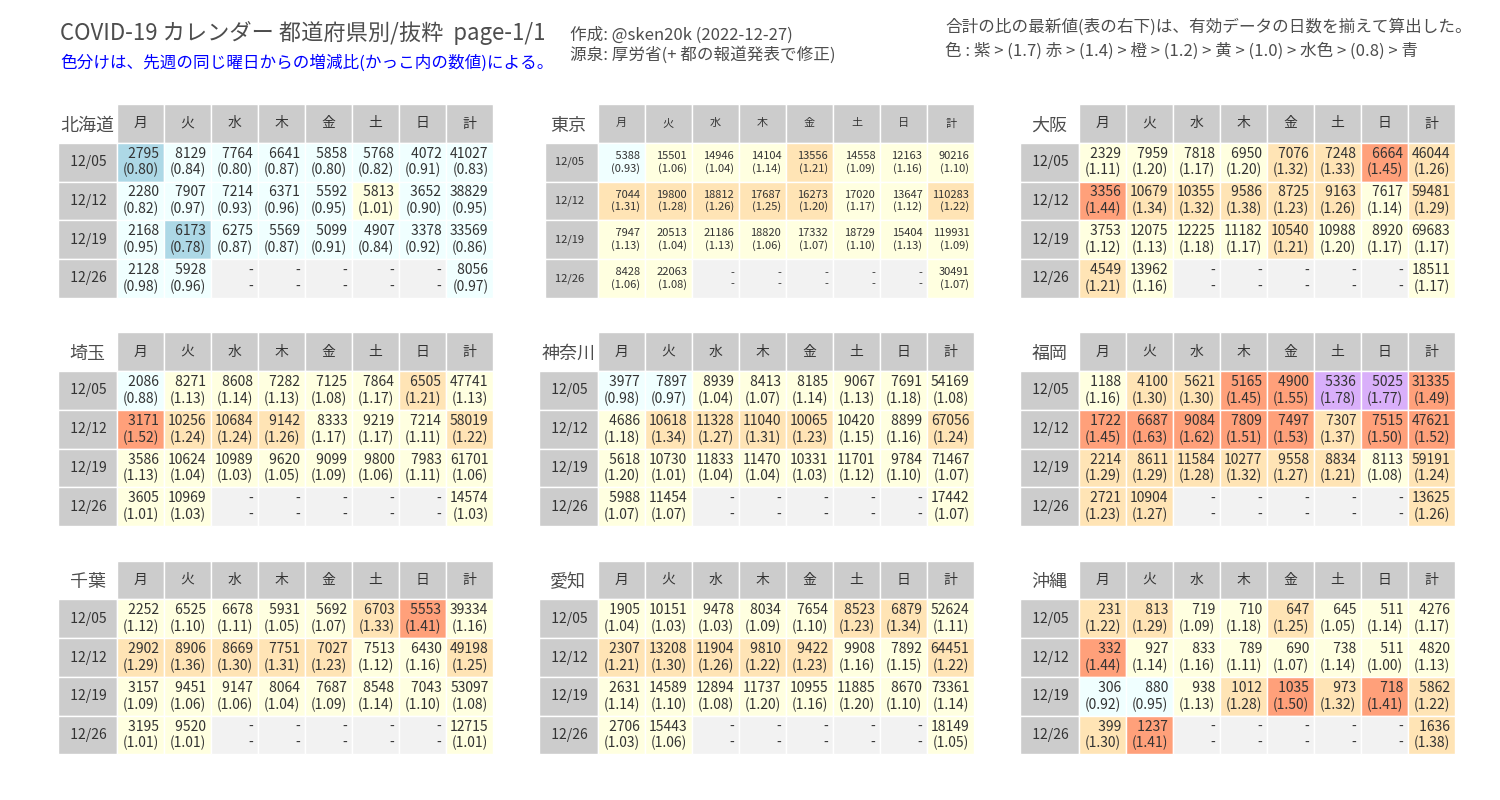 COVID-19 カレンダー 都道府県別/抜粋 page-1/1
色分けは、先週の同じ曜日からの増減比(かっこ内の数値)による。
作成: @sken20k (2022-12-27)
源泉: 厚労省(+ 都の報道発表で修正)
合計の比の最新値(表の右下)は、有効データの日数を揃えて算出した。
色 : 紫 > (1.7) 赤 > (1.4) > 橙 > (1.2) > 黄 > (1.0) > 水色 > (0.8) > 青
北海道 月 火 水 木 金 土 日 計
12/05 2795 8129 7764 6641 5858 5768 4072 41027
(0.80) (0.84) (0.80) (0.87) (0.80) (0.82) (0.91) (0.83)
12/12 2280 7907 7214 6371 5592 5813 3652 38829
(0.82) (0.97) (0.93) (0.96) (0.95) (1.01) (0.90) (0.95)
12/19 2168 6173 6275 5569 5099 4907 3378 33569
(0.95) (0.78) (0.87) (0.87) (0.91) (0.84) (0.92) (0.86)
12/26 2128 5928 - - - - - 8056
(0.98) (0.96) - - - - - (0.97)
東京 月 火 水 木 金 土 日 計
12/05 5388 15501 14946 14104 13556 14558 12163 90216
(0.93) (1.06) (1.04) (1.14) (1.21) (1.09) (1.16) (1.10)
12/12 7044 19800 18812 17687 16273 17020 13647 110283
(1.31) (1.28) (1.26) (1.25) (1.20) (1.17) (1.12) (1.22)
12/19 7947 20513 21186 18820 17332 18729 15404 119931
(1.13) (1.04) (1.13) (1.06) (1.07) (1.10) (1.13) (1.09)
12/26 8428 22063 - - - - - 30491
(1.06) (1.08) - - - - - (1.07)
大阪 月 火 水 木 金 土 日 計
12/05 2329 7959 7818 6950 7076 7248 6664 46044
(1.11) (1.20) (1.17) (1.20) (1.32) (1.33) (1.45) (1.26)
12/12 3356 10679 10355 9586 8725 9163 7617 59481
(1.44) (1.34) (1.32) (1.38) (1.23) (1.26) (1.14) (1.29)
12/19 3753 12075 12225 11182 10540 10988 8920 69683
(1.12) (1.13) (1.18) (1.17) (1.21) (1.20) (1.17) (1.17)
12/26 4549 13962 - - - - - 18511
(1.21) (1.16) - - - - - (1.17)
埼玉 月 火 水 木 金 土 日 計
12/05 2086 8271 8608 7282 7125 7864 6505 47741
(0.88) (1.13) (1.14) (1.13) (1.08) (1.17) (1.21) (1.13)
12/12 3171 10256 10684 9142 8333 9219 7214 58019
(1.52) (1.24) (1.24) (1.26) (1.17) (1.17) (1.11) (1.22)
12/19 3586 10624 10989 9620 9099 9800 7983 61701
(1.13) (1.04) (1.03) (1.05) (1.09) (1.06) (1.11) (1.06)
12/26 3605 10969 - - - - - 14574
(1.01) (1.03) - - - - - (1.03)
神奈川 月 火 水 木 金 土 日 計
12/05 3977 7897 8939 8413 8185 9067 7691 54169
(0.98) (0.97) (1.04) (1.07) (1.14) (1.13) (1.18) (1.08)
12/12 4686 10618 11328 11040 10065 10420 8899 67056
(1.18) (1.34) (1.27) (1.31) (1.23) (1.15) (1.16) (1.24)
12/19 5618 10730 11833 11470 10331 11701 9784 71467
(1.20) (1.01) (1.04) (1.04) (1.03) (1.12) (1.10) (1.07)
12/26 5988 11454 - - - - - 17442
(1.07) (1.07) - - - - - (1.07)
福岡 月 火 水 木 金 土 日 計
12/05 1188 4100 5621 5165 4900 5336 5025 31335
(1.16) (1.30) (1.30) (1.45) (1.55) (1.78) (1.77) (1.49)
12/12 1722 6687 9084 7809 7497 7307 7515 47621
(1.45) (1.63) (1.62) (1.51) (1.53) (1.37) (1.50) (1.52)
12/19 2214 8611 11584 10277 9558 8834 8113 59191
(1.29) (1.29) (1.28) (1.32) (1.27) (1.21) (1.08) (1.24)
12/26 2721 10904 - - - - - 13625
(1.23) (1.27) - - - - - (1.26)
千葉 月 火 水 木 金 土 日 計
12/05 2252 6525 6678 5931 5692 6703 5553 39334
(1.12) (1.10) (1.11) (1.05) (1.07) (1.33) (1.41) (1.16)
12/12 2902 8906 8669 7751 7027 7513 6430 49198
(1.29) (1.36) (1.30) (1.31) (1.23) (1.12) (1.16) (1.25)
12/19 3157 9451 9147 8064 7687 8548 7043 53097
(1.09) (1.06) (1.06) (1.04) (1.09) (1.14) (1.10) (1.08)
12/26 3195 9520 - - - - - 12715
(1.01) (1.01) - - - - - (1.01)
愛知 月 火 水 木 金 土 日 計
12/05 1905 10151 9478 8034 7654 8523 6879 52624
(1.04) (1.03) (1.03) (1.09) (1.10) (1.23) (1.34) (1.11)
12/12 2307 13208 11904 9810 9422 9908 7892 64451
(1.21) (1.30) (1.26) (1.22) (1.23) (1.16) (1.15) (1.22)
12/19 2631 14589 12894 11737 10955 11885 8670 73361
(1.14) (1.10) (1.08) (1.20) (1.16) (1.20) (1.10) (1.14)
12/26 2706 15443 - - - - - 18149
(1.03) (1.06) - - - - - (1.05)
沖縄 月 火 水 木 金 土 日 計
12/05 231 813 719 710 647 645 511 4276
(1.22) (1.29) (1.09) (1.18) (1.25) (1.05) (1.14) (1.17)
12/12 332 927 833 789 690 738 511 4820
(1.44) (1.14) (1.16) (1.11) (1.07) (1.14) (1.00) (1.13)
12/19 306 880 938 1012 1035 973 718 5862
(0.92) (0.95) (1.13) (1.28) (1.50) (1.32) (1.41) (1.22)
12/26 399 1237 - - - - - 1636
(1.30) (1.41) - - - - - (1.38)